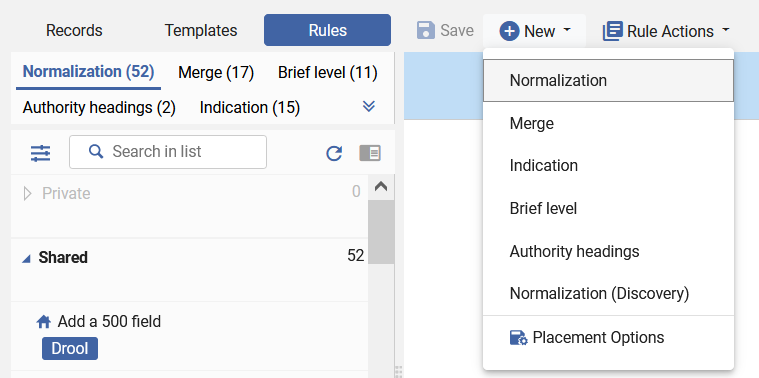 Records Templates Rules Save New Rule Actions
Normalization (52) Merge (17) Brief level (11)
Authority headings (2) Indication (15)
Search in list
Private 0
Shared 52
Add a 500 field
Drool
Normalization
Merge
Indication
Brief level
Authority headings
Normalization (Discovery)
Placement Options